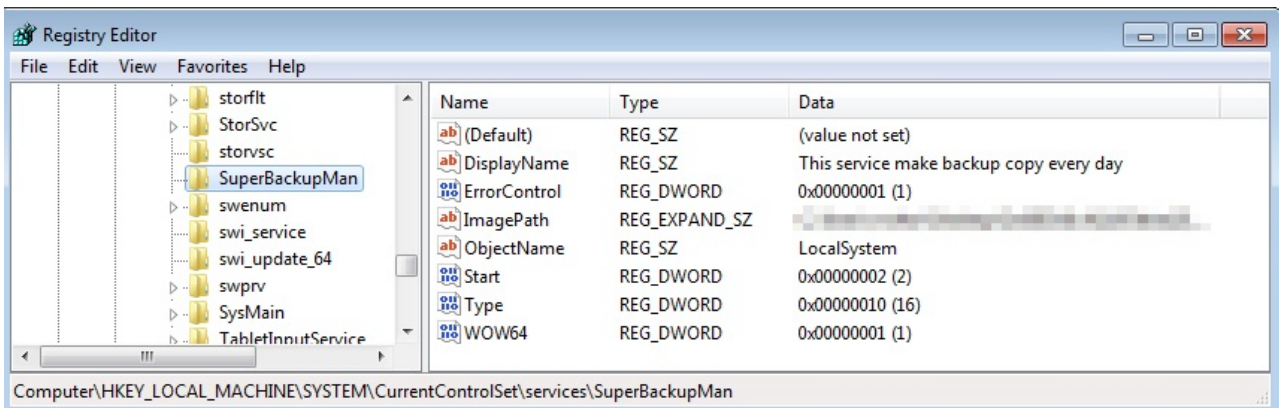 Registry Editor
File Edit View Favorites Help
storflt
StorSvc
storvsc
SuperBackupMan
swenum
swi_service
swi_update_64
swprv
SysMain
TabletInputService
Name Type Data
(Default) REG_SZ (value not set)
DisplayName REG_SZ This service make backup copy every day
ErrorControl REG_DWORD 0x00000001 (1)
ImagePath REG_EXPAND_SZ
ObjectName REG_SZ LocalSystem
Start REG_DWORD 0x00000002 (2)
Type REG_DWORD 0x00000010 (16)
WOW64 REG_DWORD 0x00000001 (1)
Computer\HKEY_LOCAL_MACHINE\SYSTEM\CurrentControlSet\services\SuperBackupMan